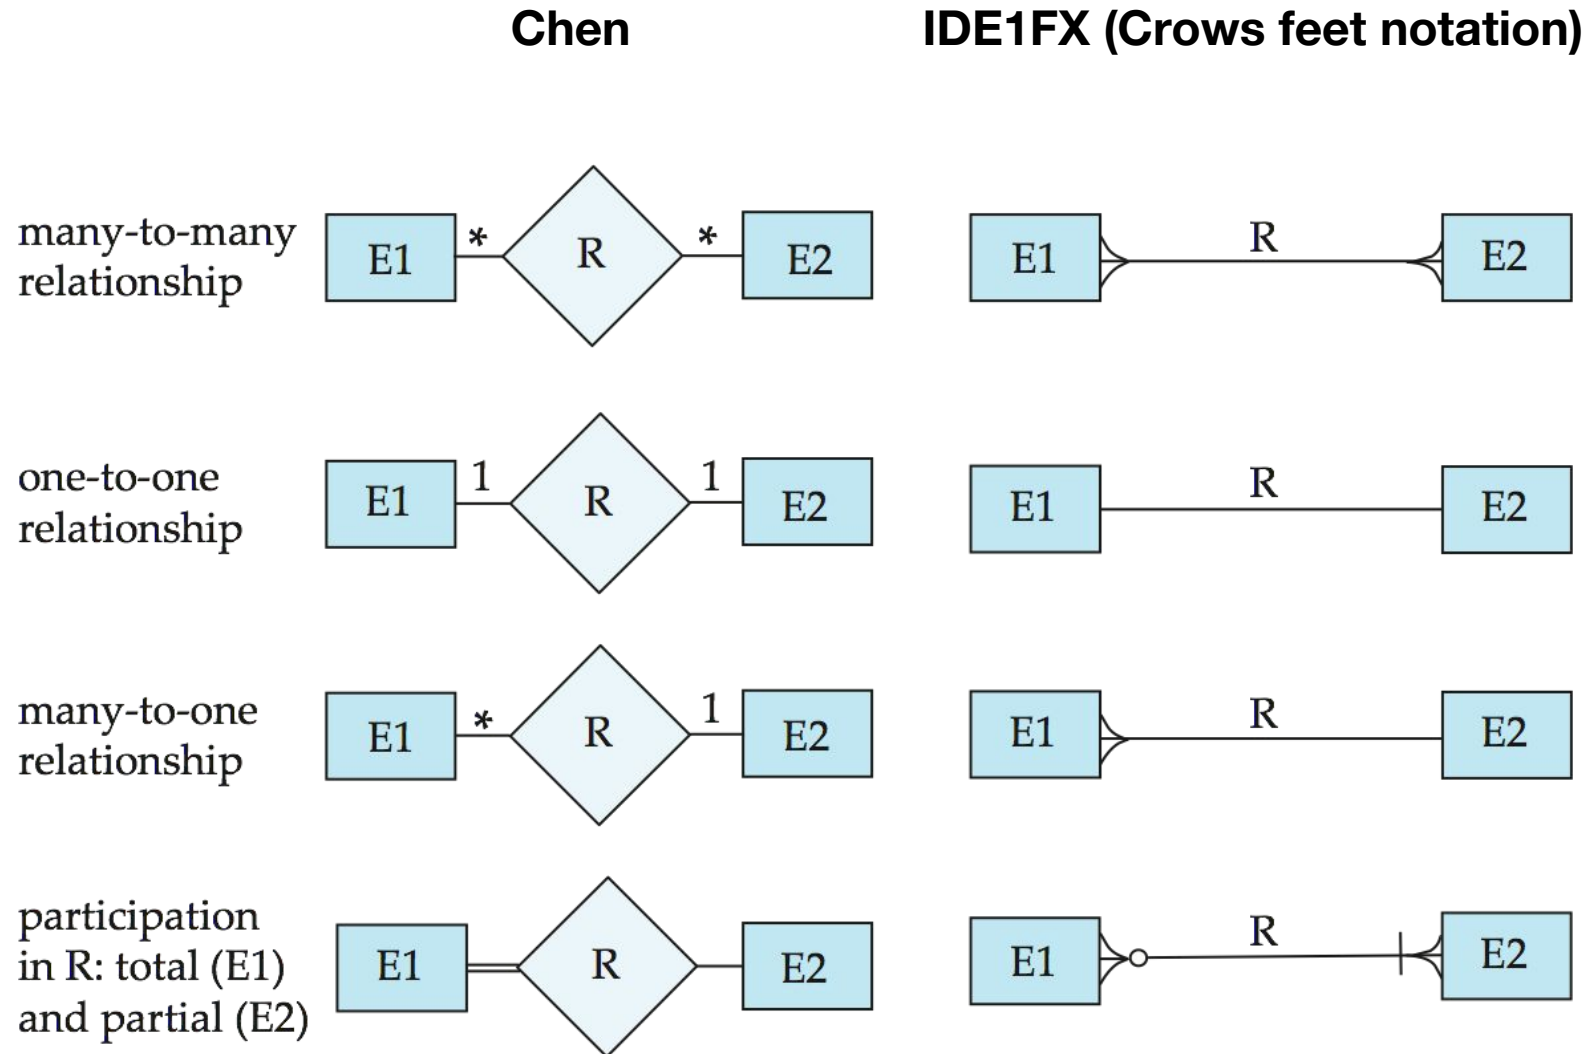 Chen
IDE1FX (Crows feet notation)
many-to-many
relationship
E1 * R * E2
E1 R E2
one-to-one
relationship
E1 1 R 1 E2
E1 R E2
many-to-one
relationship
E1 * R 1 E2
E1 R E2
participation
in R: total (E1)
and partial (E2)
E1 R E2
E1 R E2